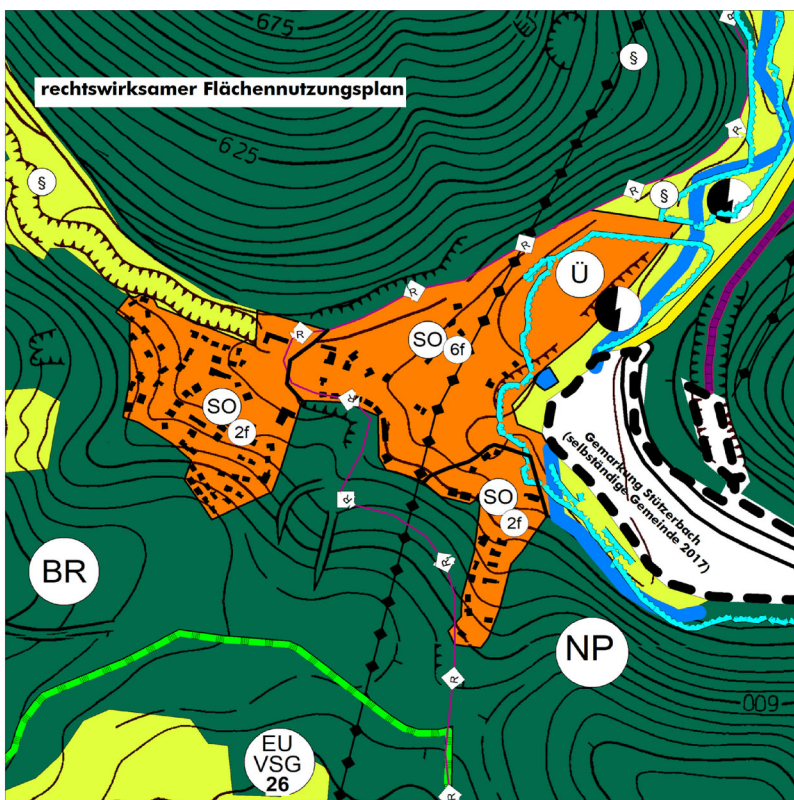 675
rechtswirksamer Flächennutzungsplan
§
R
625
§
R
§
R
R
Ü
R
R
SO
6f
SO
2f
R
Gemarkung Stützerbach
(selbständige Gemeinde 2017)
SO
2f
R
BR
R
NP
R
600
EU
VSG
26
R